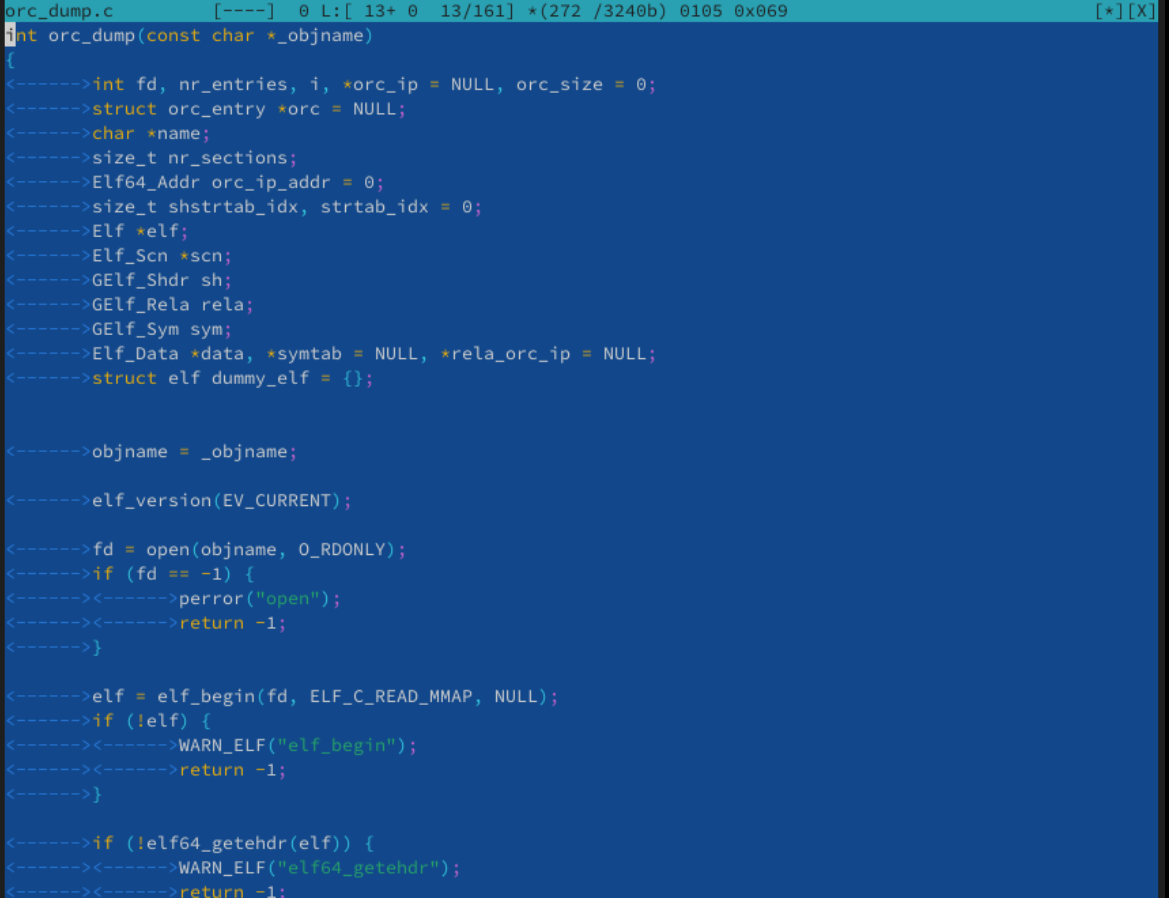 orc_dump.c [----] 0 L:[ 13+ 0 13/161] *(272 /3240b) 0105 0x069 [*][X]
int orc_dump(const char *_objname)
{
<------>int fd, nr_entries, i, *orc_ip = NULL, orc_size = 0;
<------>struct orc_entry *orc = NULL;
<------>char *name;
<------>size_t nr_sections;
<------>Elf64_Addr orc_ip_addr = 0;
<------>size_t shstrtab_idx, strtab_idx = 0;
<------>Elf *elf;
<------>Elf_Scn *scn;
<------>GElf_Shdr sh;
<------>GElf_Rela rela;
<------>GElf_Sym sym;
<------>Elf_Data *data, *symtab = NULL, *rela_orc_ip = NULL;
<------>struct elf dummy_elf = {};
<------>objname = _objname;
<------>elf_version(EV_CURRENT);
<------>fd = open(objname, O_RDONLY);
<------>if (fd == -1) {
<------><------>perror("open");
<------><------>return -1;
<------>}
<------>elf = elf_begin(fd, ELF_C_READ_MMAP, NULL);
<------>if (!elf) {
<------><------>WARN_ELF("elf_begin");
<------><------>return -1;
<------>}
<------>if (!elf64_getehdr(elf)) {
<------><------>WARN_ELF("elf64_getehdr");
<------><------>return -1;